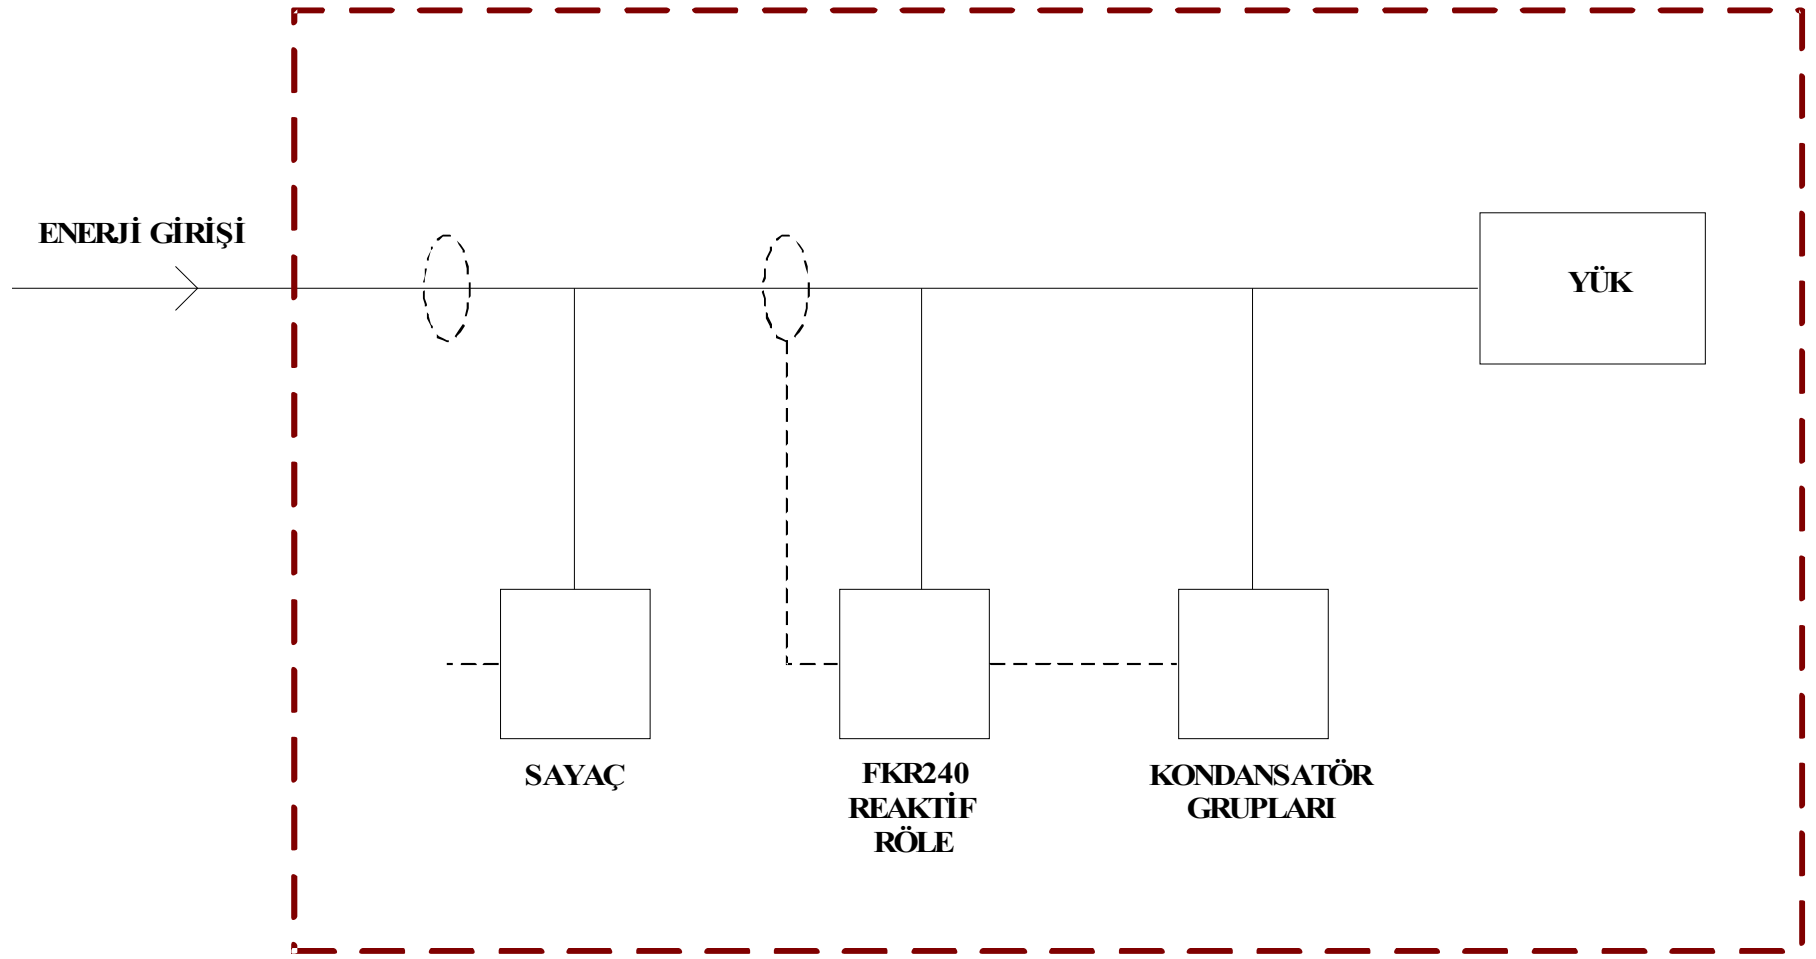 ENERJİ GİRİŞİ
YÜK
SAYAÇ
FKR240
REAKTİF
RÖLE
KONDANSATÖR
GRUPLARI